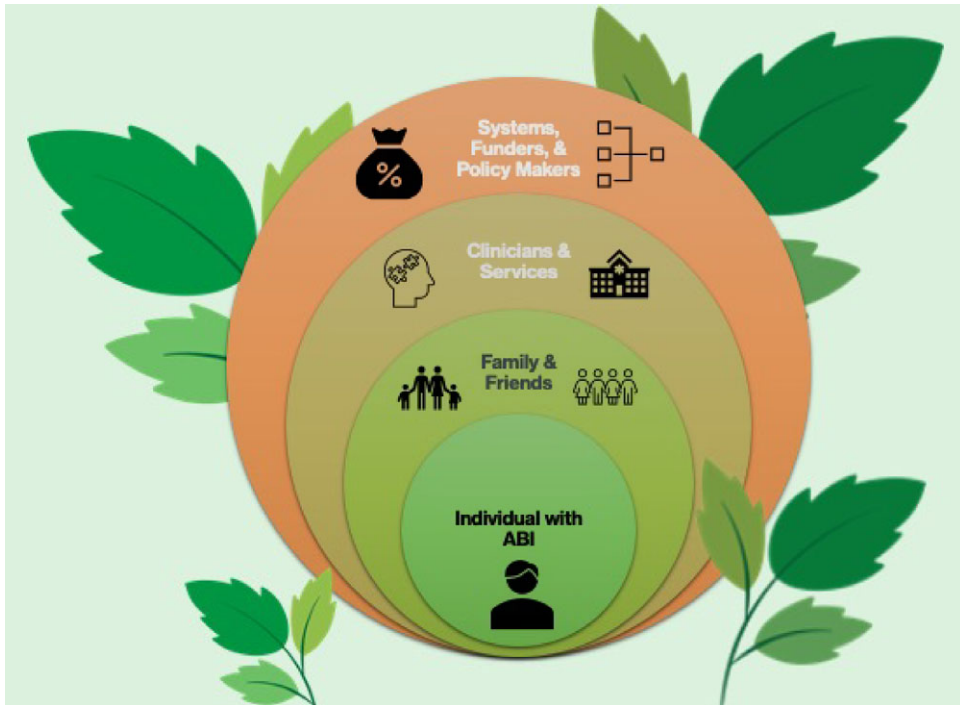 Systems,
Funders, &
Policy Makers
%
Clinicians &
Services
Family &
Friends
Individual with
ABI